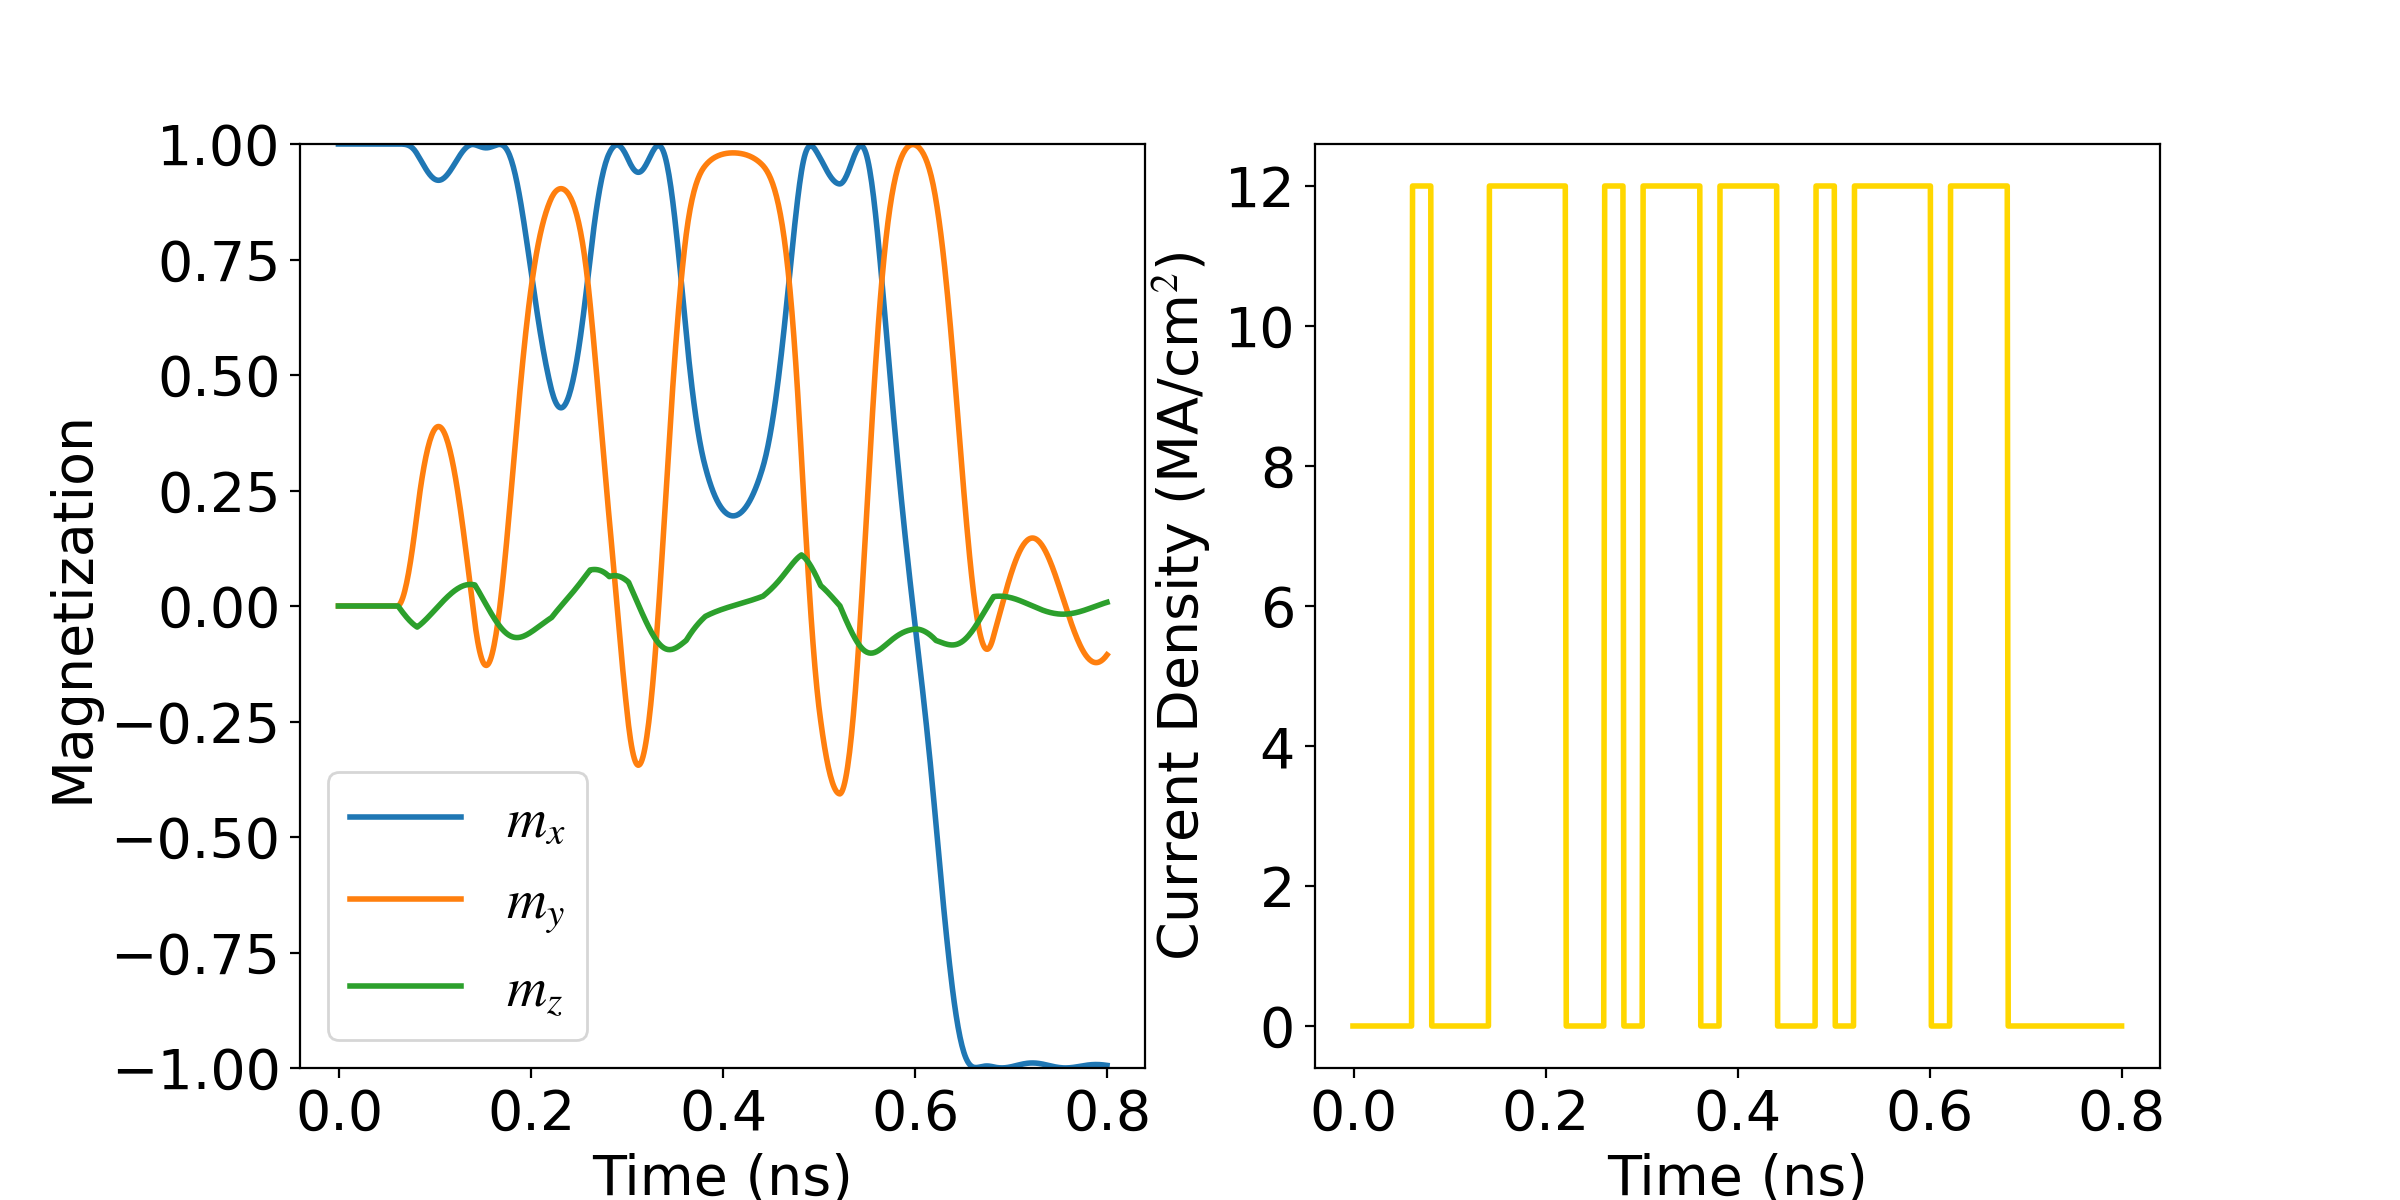 1.00
0.75
0.50
0.25
0.00
−0.25
−0.50
−0.75
−1.00
Magnetization
m_x
m_y
m_z
0.0 0.2 0.4 0.6 0.8
Time (ns)
12
10
8
6
4
2
0
Current Density (MA/cm²)
0.0 0.2 0.4 0.6 0.8
Time (ns)